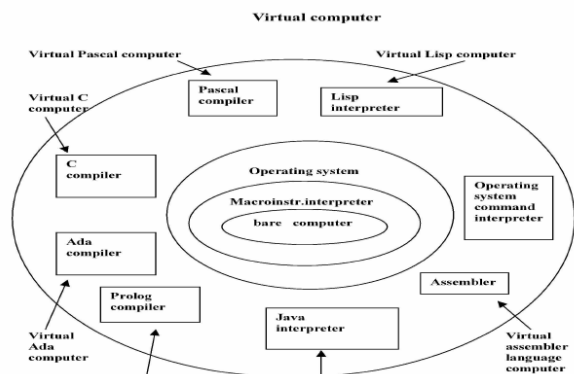 Virtual computer
Virtual Pascal computer
Virtual Lisp computer
Pascal
compiler
Lisp
interpreter
Virtual C
computer
C
compiler
Operating system
Macroinstr.interpreter
bare computer
Operating
system
command
interpreter
Ada
compiler
Prolog
compiler
Java
interpreter
Assembler
Virtual
Ada
computer
Virtual
assembler
language
computer